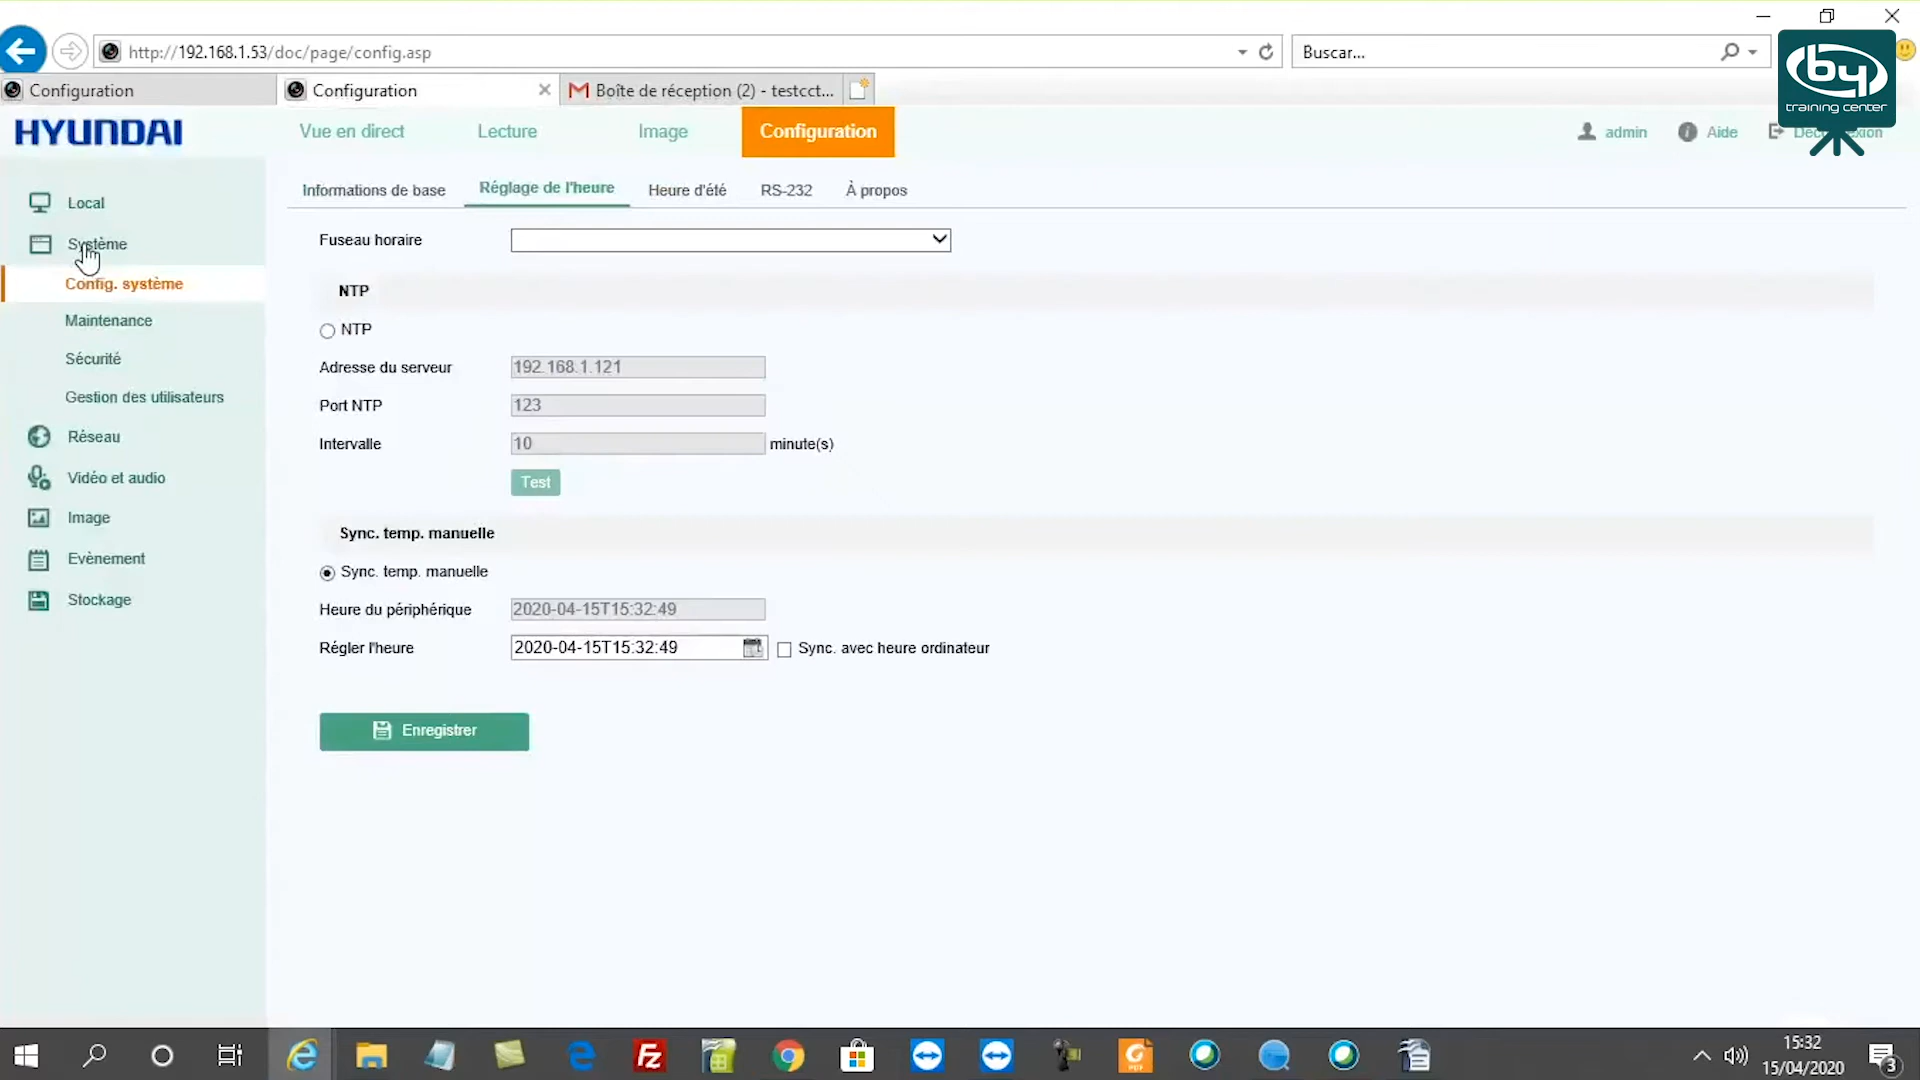 http://192.168.1.53/doc/page/config.asp
Buscar...
Configuration
Configuration
Boîte de réception (2) - testcct...
by
training center
HYUNDAI
Vue en direct
Lecture
Image
Configuration
admin
Aide
Informations de base
Réglage de l'heure
Heure d'été
RS-232
À propos
Local
Système
Config. système
Maintenance
Sécurité
Gestion des utilisateurs
Réseau
Vidéo et audio
Image
Evènement
Stockage
Fuseau horaire
NTP
NTP
Adresse du serveur 192.168.1.121
Port NTP 123
Intervalle 10 minute(s)
Test
Sync. temp. manuelle
Sync. temp. manuelle
Heure du périphérique 2020-04-15T15:32:49
Régler l'heure 2020-04-15T15:32:49 Sync. avec heure ordinateur
Enregistrer
15:32
15/04/2020
3